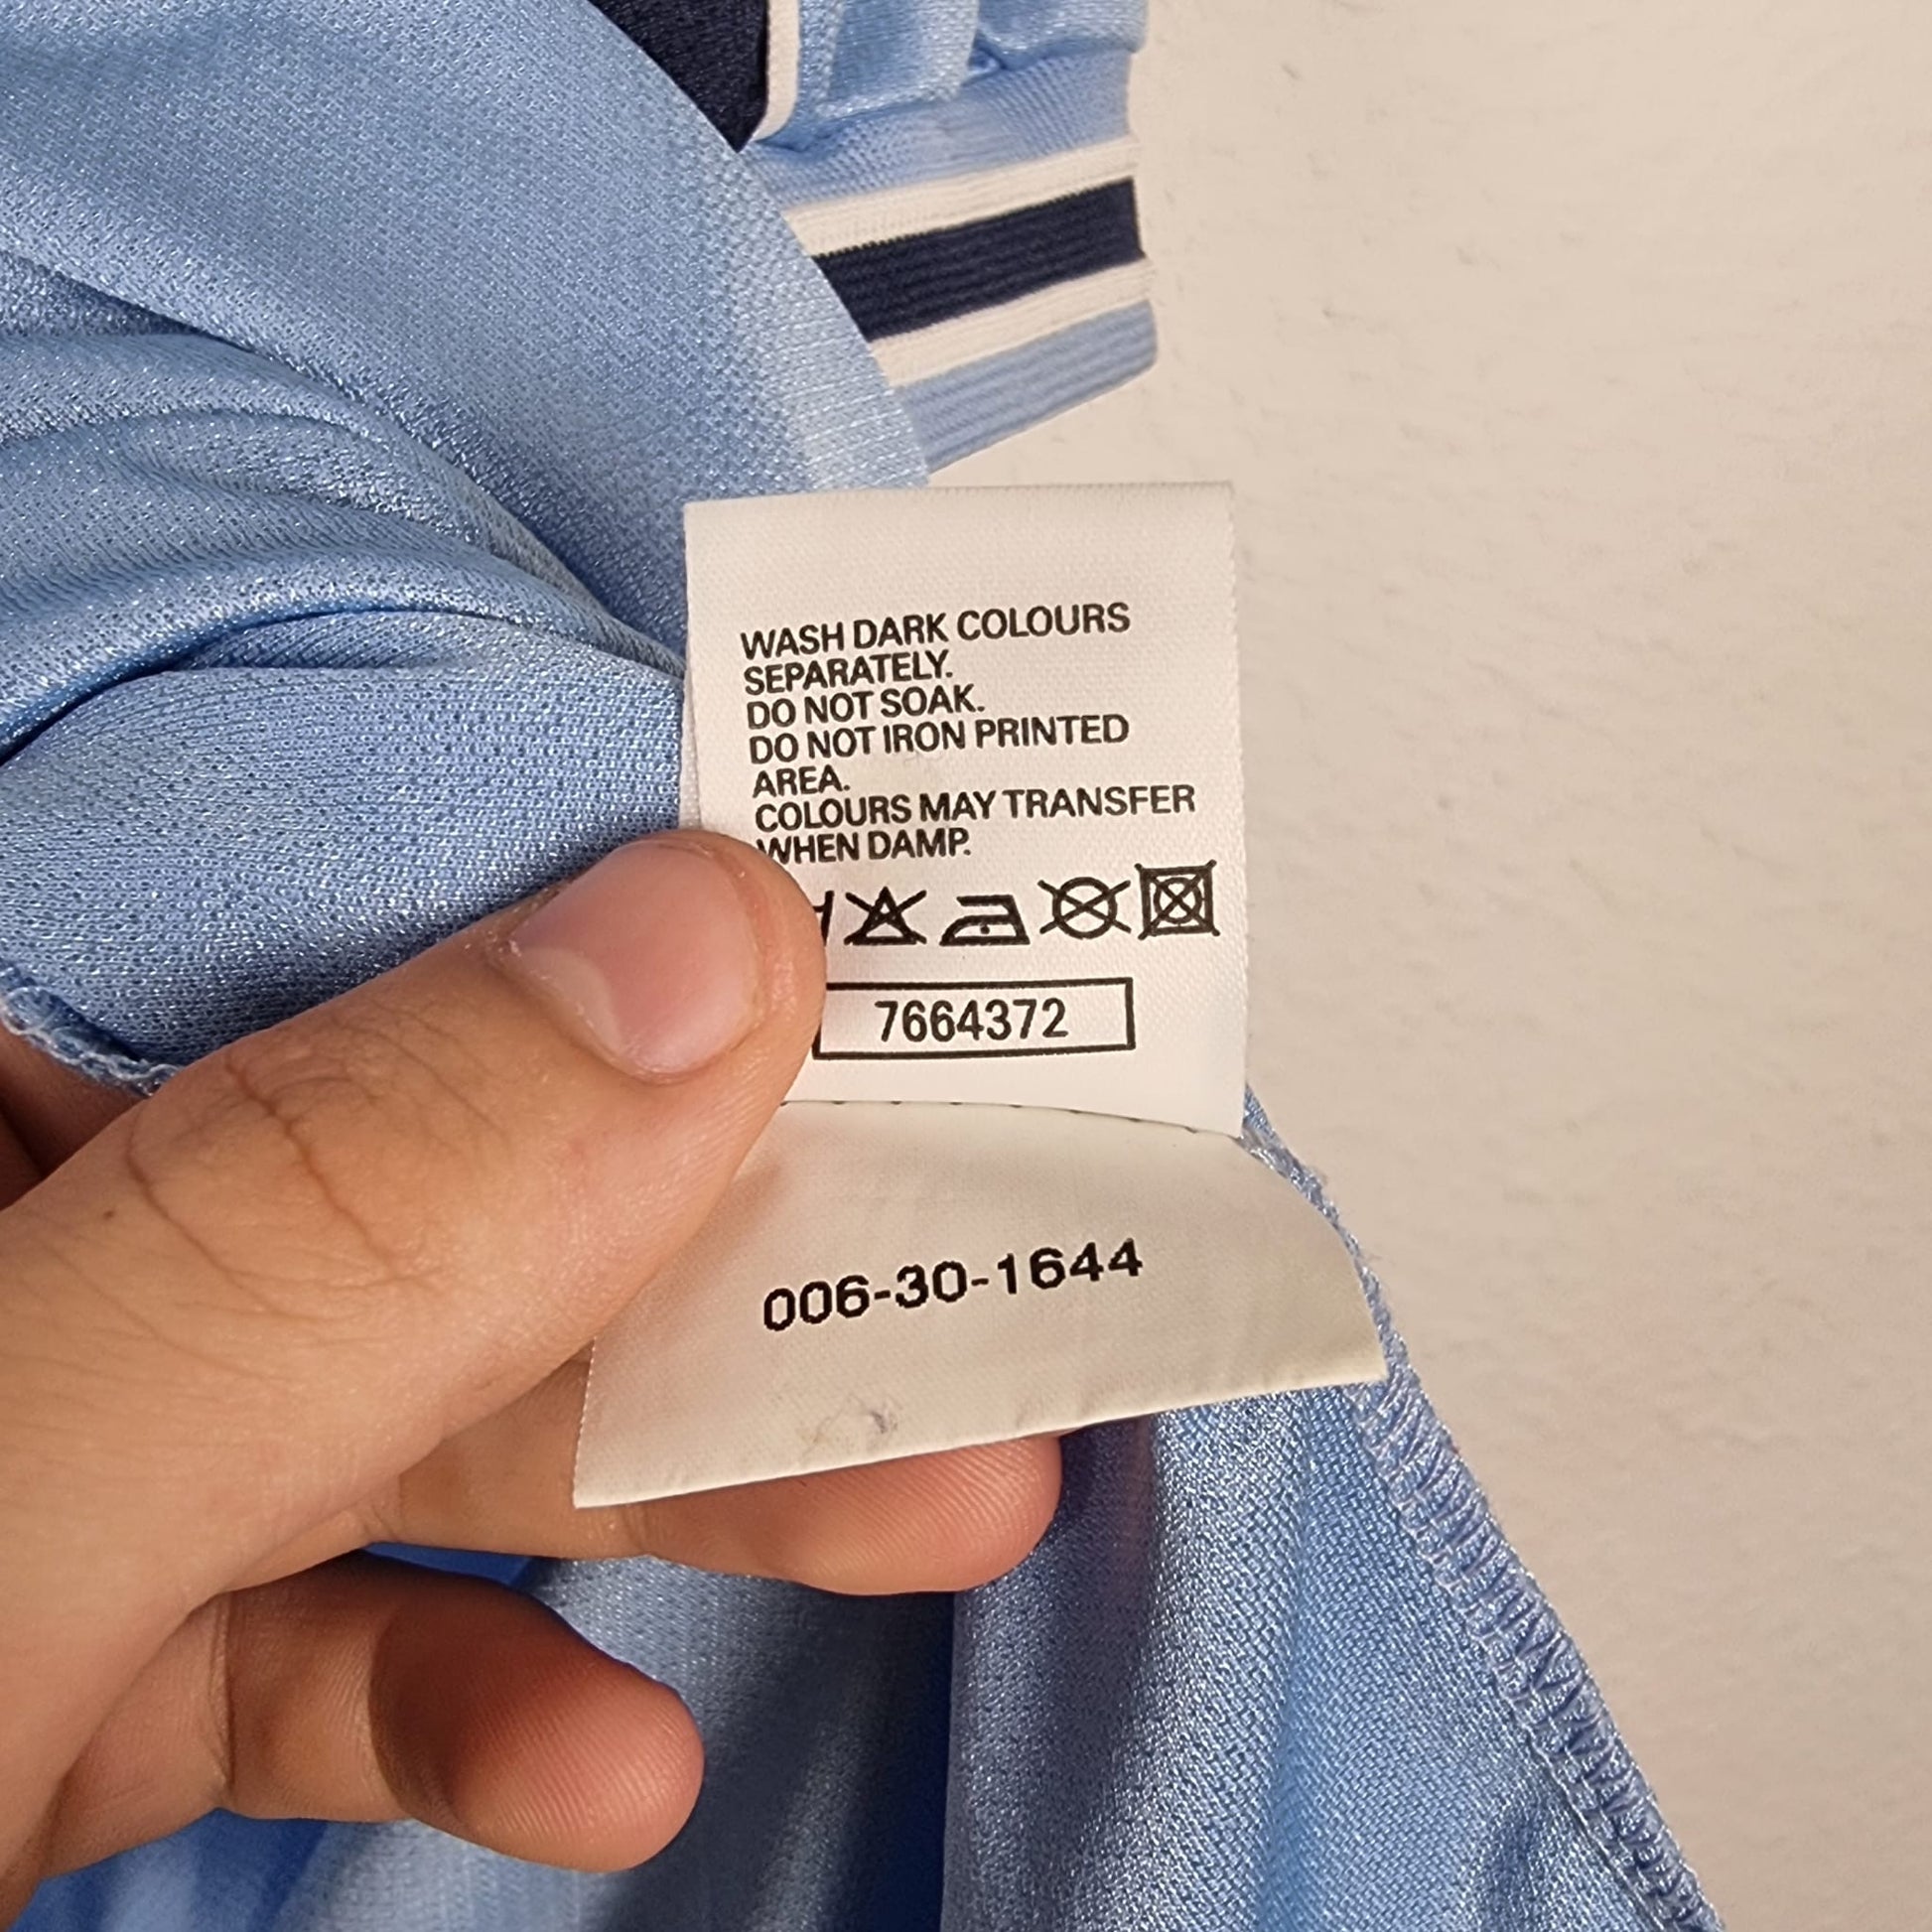 WASH DARK COLOURS
SEPARATELY.
DO NOT SOAK.
DO NOT IRON PRINTED
AREA.
COLOURS MAY TRANSFER
WHEN DAMP.
7664372
006-30-1644